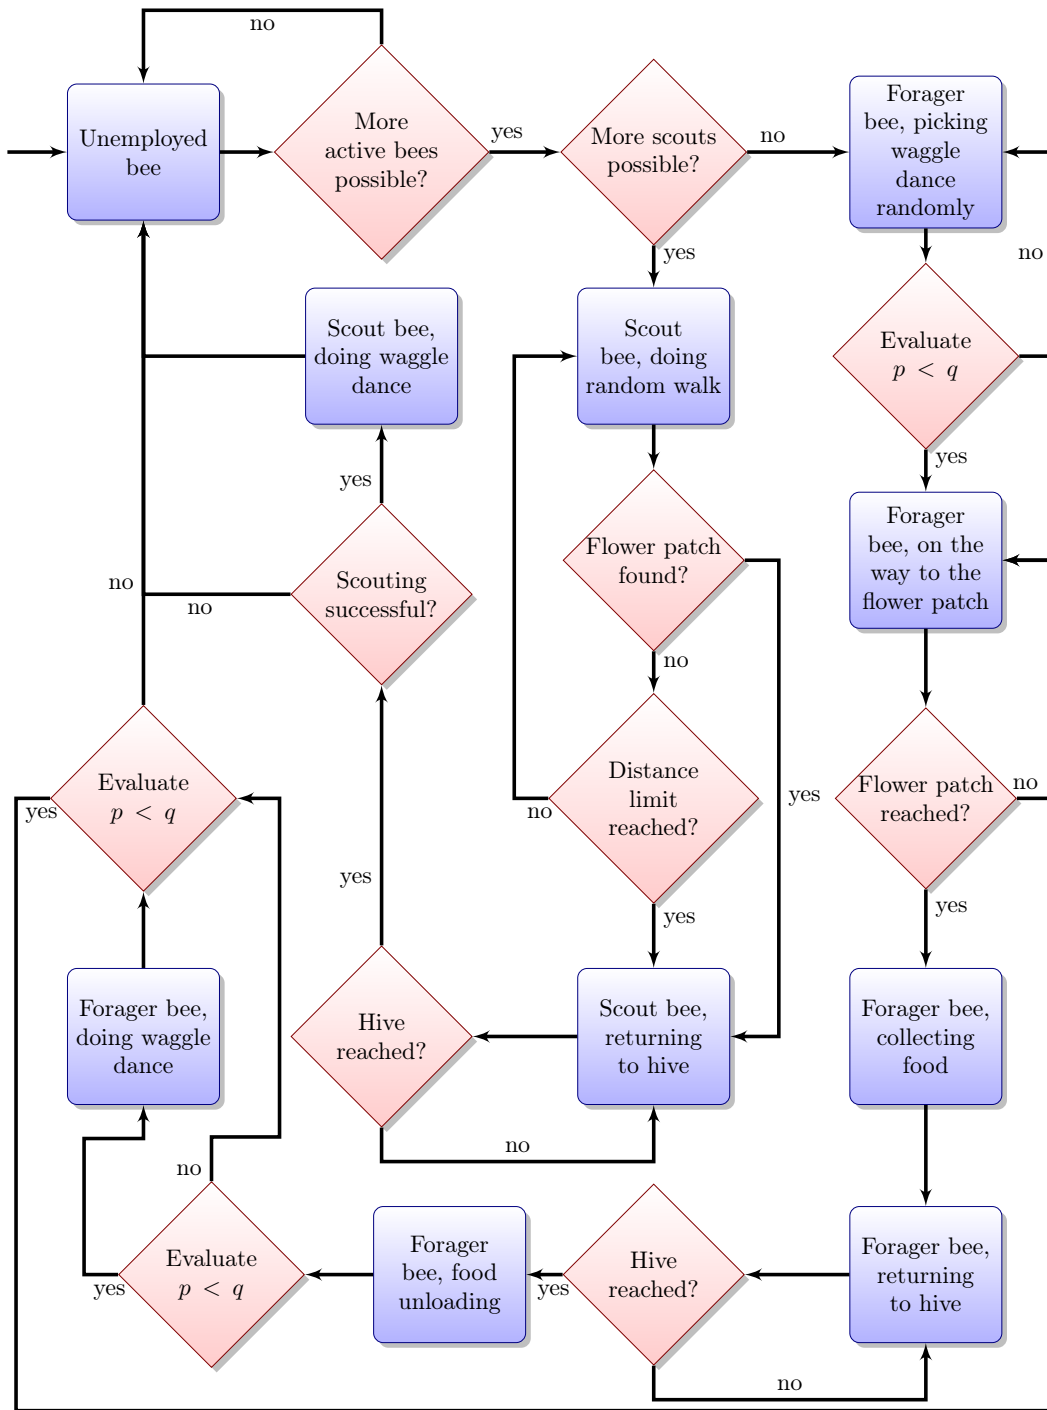 no
Unemployed
bee
More
active bees
possible?
yes
More scouts
possible?
no
Forager
bee, picking
waggle
dance
randomly
yes
no
Scout bee,
doing waggle
dance
Scout
bee, doing
random walk
Evaluate
p < q
yes
yes
Scouting
successful?
no
no
Flower patch
found?
no
yes
Forager
bee, on the
way to the
flower patch
Evaluate
p < q
yes
Distance
limit
reached?
no
yes
Flower patch
reached?
no
yes
yes
Forager bee,
doing waggle
dance
Hive
reached?
no
Scout bee,
returning
to hive
Forager bee,
collecting
food
no
Evaluate
p < q
yes
Forager
bee, food
unloading
yes
Hive
reached?
no
Forager bee,
returning
to hive